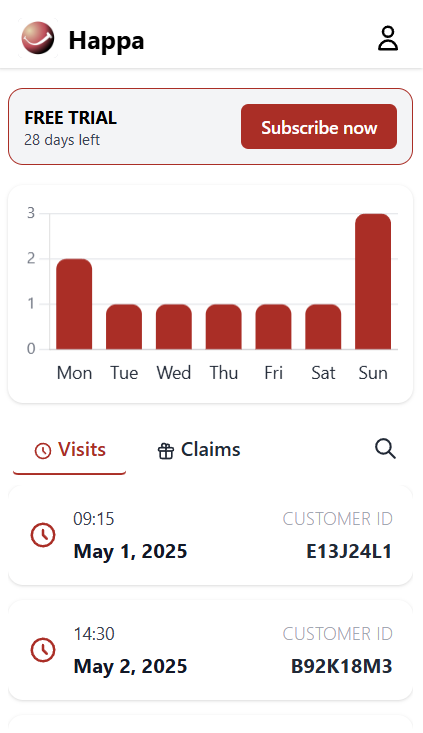 Happa
FREE TRIAL
28 days left
Subscribe now
3
2
1
0
Mon Tue Wed Thu Fri Sat Sun
Visits
Claims
09:15
CUSTOMER ID
May 1, 2025
E13J24L1
14:30
CUSTOMER ID
May 2, 2025
B92K18M3